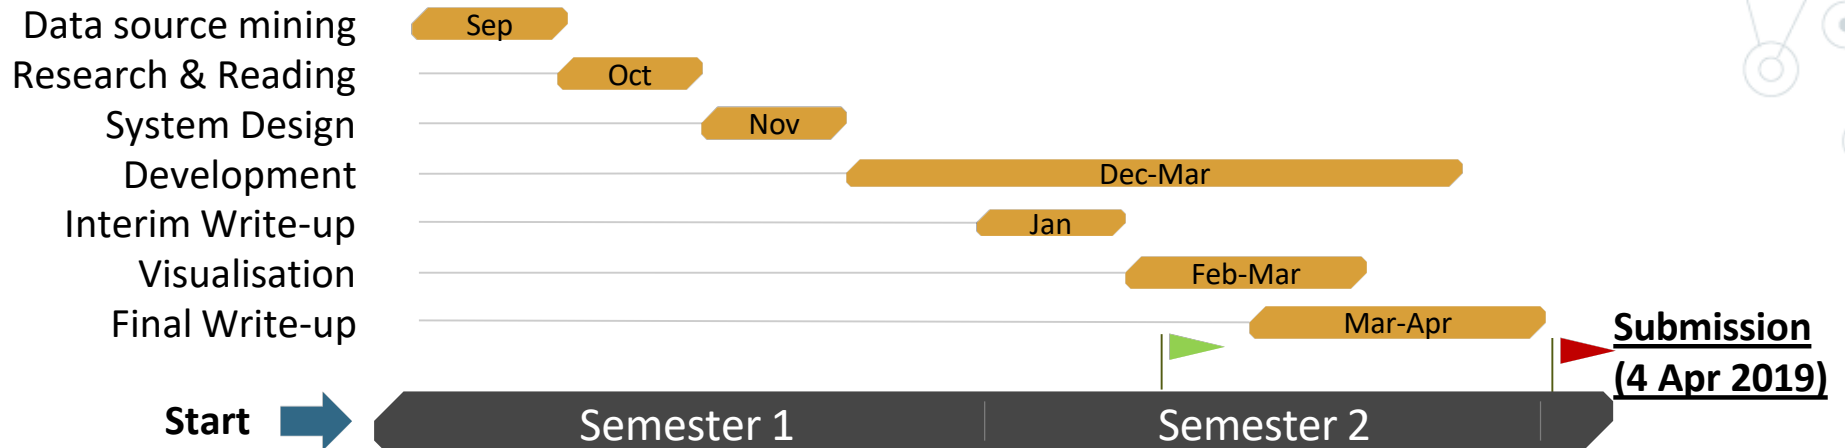 Data source mining Sep
Research & Reading Oct
System Design Nov
Development Dec-Mar
Interim Write-up Jan
Visualisation Feb-Mar
Final Write-up Mar-Apr
Submission
(4 Apr 2019)
Start Semester 1 Semester 2